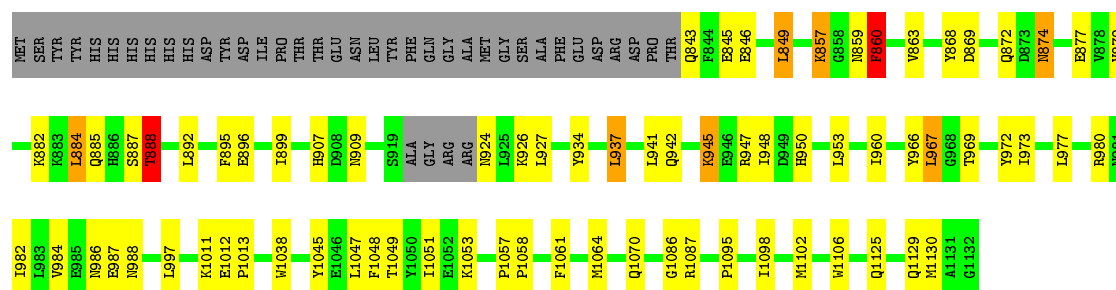 MET SER TYR TYR HIS HIS HIS HIS HIS HIS ASP TYR ASP ILE PRO THR THR GLU ASN LEU TYR PHE GLN GLY ALA MET GLY SER ALA PHE GLU ASP ARG ASP PRO THR Q843 F844 E845 E846 L849 K857 G858 N859 F860 V863 Y868 D869 Q872 D873 N874 E877 V878
K882 K883 L884 Q885 H886 S887 T888 L892 F895 E896 I899 H907 D908 N909 S919 ALA GLY ARG ARG N924 L925 K926 L927 Y934 L937 L941 Q942 K945 E946 R947 I948 D949 H950 L953 I960 Y966 L967 G968 T969 Y972 I973 L977 R980
I982 L983 V984 E985 N986 E987 N988 L997 K1011 E1012 P1013 W1038 Y1045 E1046 L1047 F1048 T1049 Y1050 I1051 E1052 K1053 P1057 P1058 F1061 M1064 Q1070 G1086 R1087 P1095 I1098 M1102 W1106 Q1125 Q1129 M1130 A1131 G1132